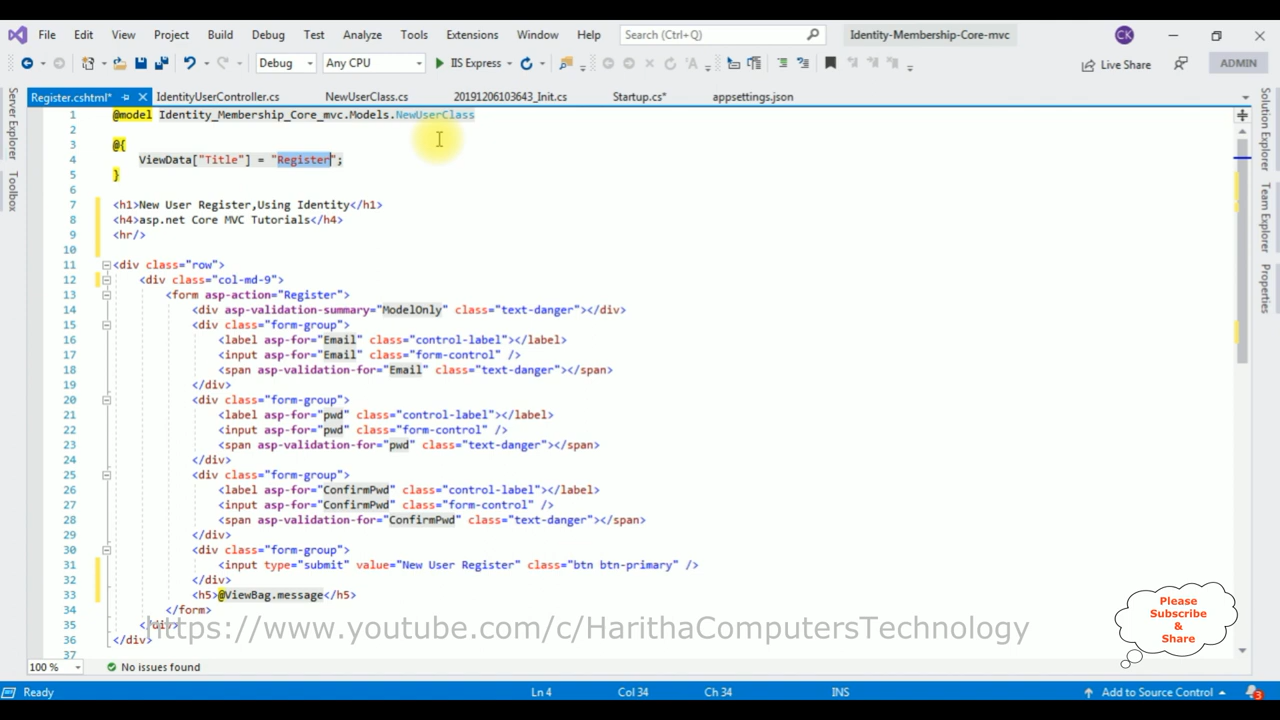 File Edit View Project Build Debug Test Analyze Tools Extensions Window Help Search (Ctrl+Q) Identity-Membership-Core-mvc CK
Debug Any CPU IIS Express Live Share ADMIN
Register.cshtml* IdentityUserController.cs NewUserClass.cs 20191206103643_Init.cs Startup.cs* appsettings.json
Server Explorer
Toolbox
Solution Explorer
Team Explorer
Properties
1 @model Identity_Membership_Core_mvc.Models.NewUserClass
2
3 @{
4 ViewData["Title"] = "Register";
5 }
6
7 <h1>New User Register,Using Identity</h1>
8 <h4>asp.net Core MVC Tutorials</h4>
9 <hr/>
10
11 <div class="row">
12 <div class="col-md-9">
13 <form asp-action="Register">
14 <div asp-validation-summary="ModelOnly" class="text-danger"></div>
15 <div class="form-group">
16 <label asp-for="Email" class="control-label"></label>
17 <input asp-for="Email" class="form-control" />
18 <span asp-validation-for="Email" class="text-danger"></span>
19 </div>
20 <div class="form-group">
21 <label asp-for="pwd" class="control-label"></label>
22 <input asp-for="pwd" class="form-control" />
23 <span asp-validation-for="pwd" class="text-danger"></span>
24 </div>
25 <div class="form-group">
26 <label asp-for="ConfirmPwd" class="control-label"></label>
27 <input asp-for="ConfirmPwd" class="form-control" />
28 <span asp-validation-for="ConfirmPwd" class="text-danger"></span>
29 </div>
30 <div class="form-group">
31 <input type="submit" value="New User Register" class="btn btn-primary" />
32 </div>
33 <h5>@ViewBag.message</h5>
34 </form>
35 </div>
36 </div>
37
https://www.youtube.com/c/HarithaComputersTechnology
Please
Subscribe
&
Share
100 % No issues found
Ready Ln 4 Col 34 Ch 34 INS Add to Source Control 3